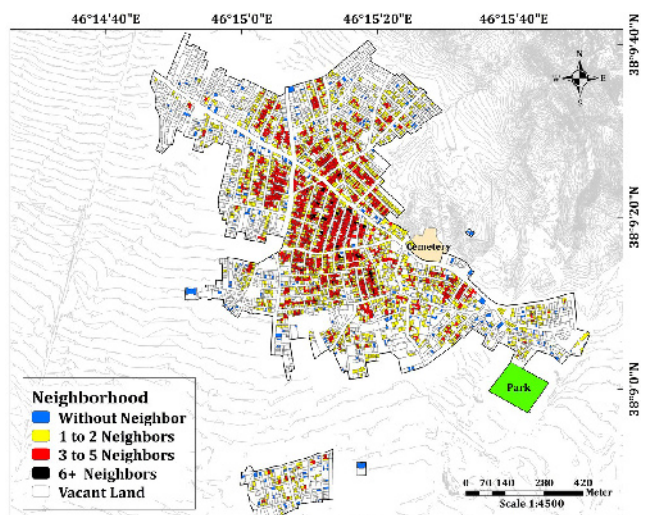 46°14'40" 46°15'0" 46°15'20" 46°15'40"
38°9'40"
N
W E
S
38°9'20"
Cemetery
38°9'0"
Park
Neighborhood
Without Neighbor
1 to 2 Neighbors
3 to 5 Neighbors
6+ Neighbors
Vacant Land
0 70 140 280 420
Meter
Scale 1:4500